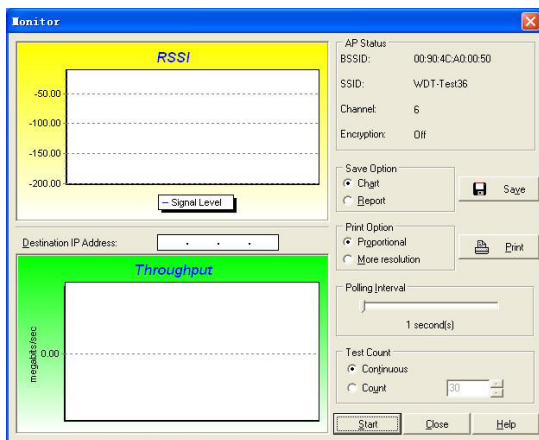 Monitor
RSSI
-50.00
-100.00
-150.00
-200.00
Signal Level
Destination IP Address: . . .
Throughput
megabits/sec
0.00
AP Status
BSSID: 00:90:4C:A0:00:50
SSID: WDT-Test36
Channel: 6
Encryption: Off
Save Option
Chart
Report
Save
Print Option
Proportional
More resolution
Print
Polling Interval
1 second(s)
Test Count
Continuous
Count 30
Start Close Help